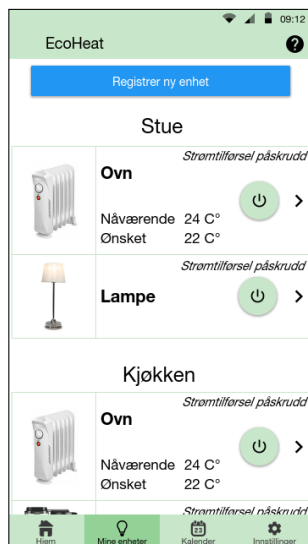 09:12
EcoHeat
Registrer ny enhet
Stue
Strømtilførsel påskrudd
Ovn
Nåværende 24 C°
Ønsket 22 C°
Strømtilførsel påskrudd
Lampe
Kjøkken
Strømtilførsel påskrudd
Ovn
Nåværende 24 C°
Ønsket 22 C°
Strømtilførsel påskrudd
23
Hjem Mine enheter Kalender Innstillinger